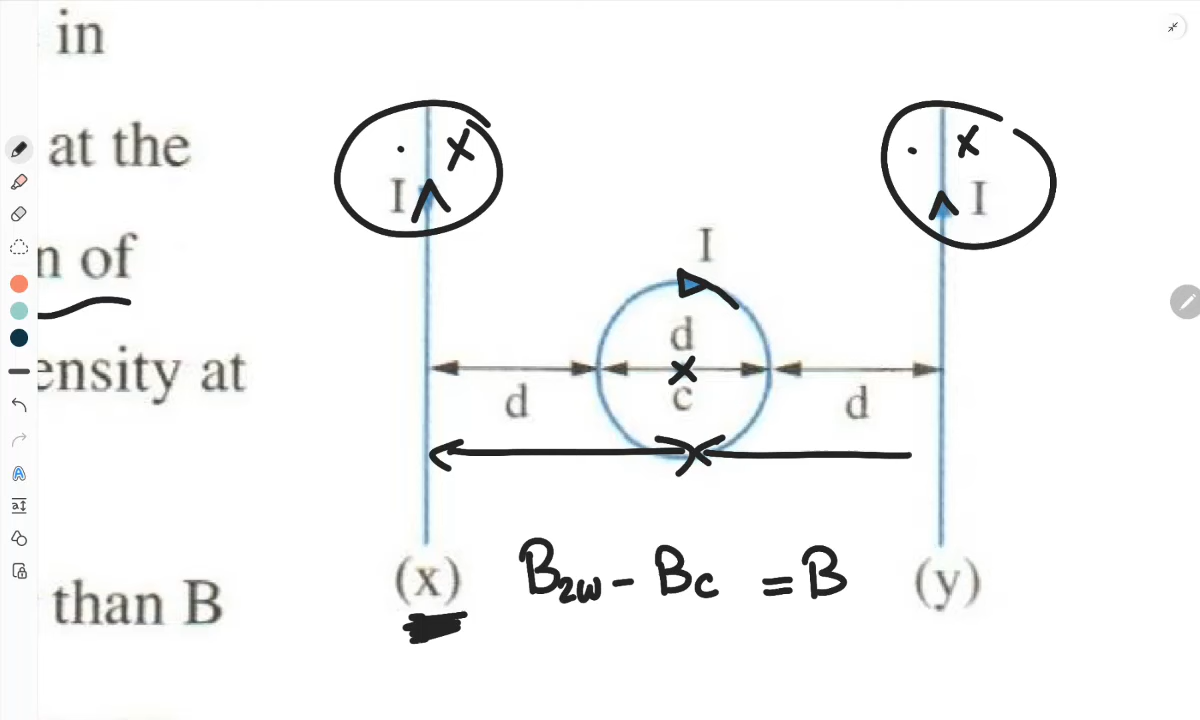 in
at the
n of
ensity at
than B
. x
I
. x
I
I
d
x
c
d
d
(x)
B2w - Bc = B
(y)